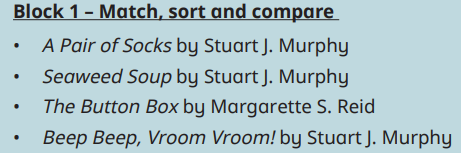 Block 1 – Match, sort and compare
• A Pair of Socks by Stuart J. Murphy
• Seaweed Soup by Stuart J. Murphy
• The Button Box by Margarette S. Reid
• Beep Beep, Vroom Vroom! by Stuart J. Murphy